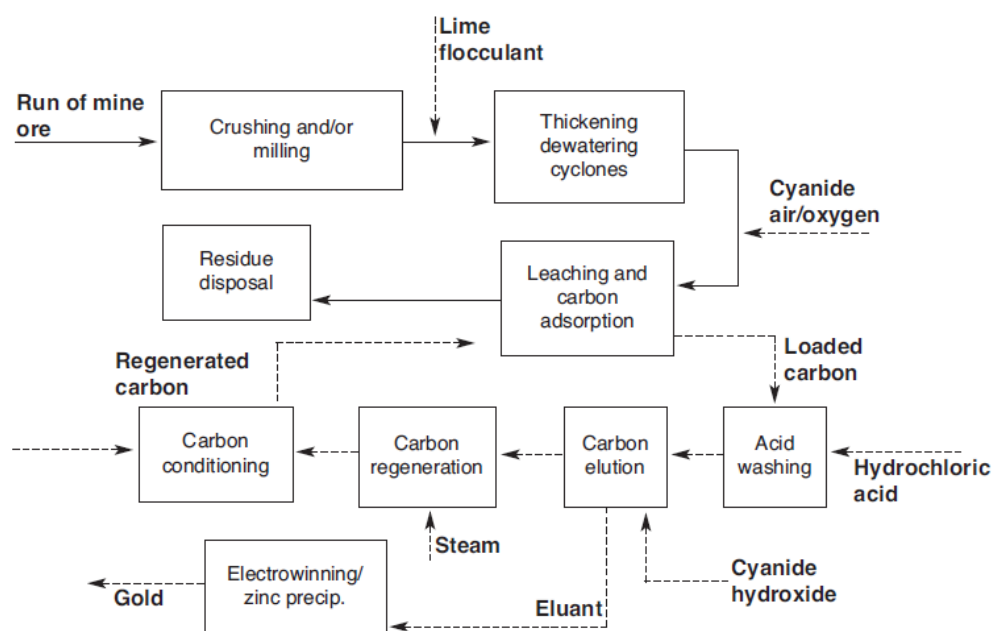 Lime
flocculant
Run of mine
ore
Crushing and/or
milling
Thickening
dewatering
cyclones
Cyanide
air/oxygen
Residue
disposal
Leaching and
carbon
adsorption
Regenerated
carbon
Loaded
carbon
Carbon
conditioning
Carbon
regeneration
Carbon
elution
Acid
washing
Hydrochloric
acid
Steam
Electrowinning/
zinc precip.
Gold
Eluant
Cyanide
hydroxide